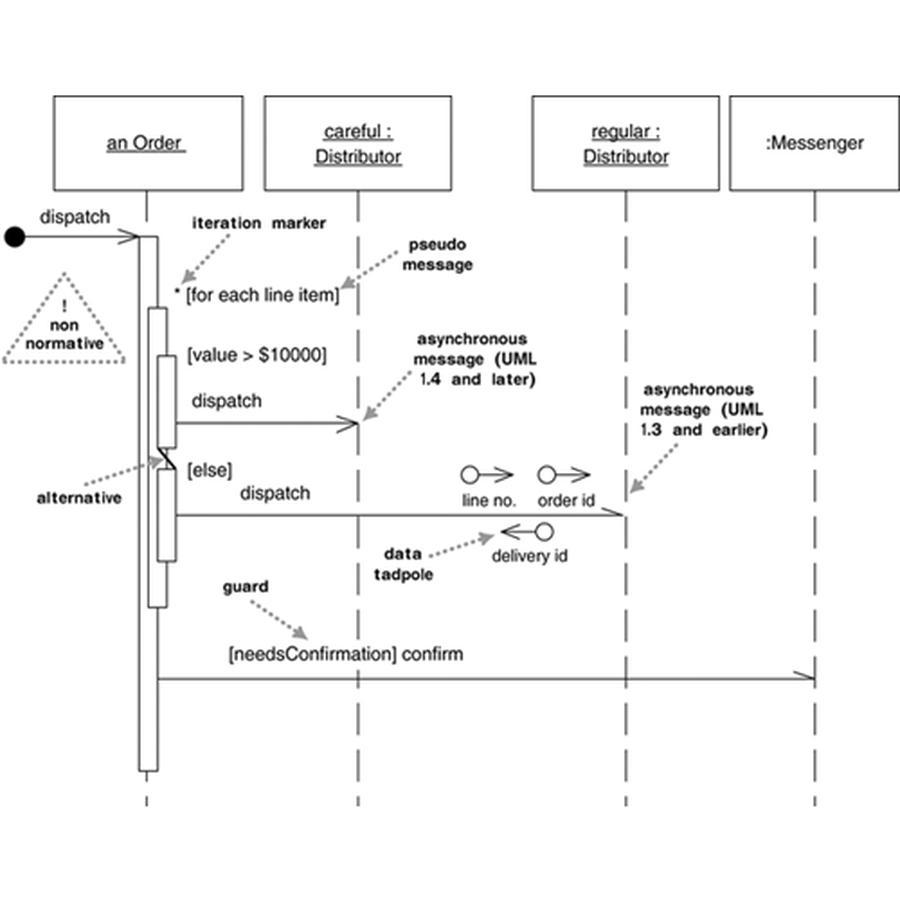 an Order
careful :
Distributor
regular :
Distributor
:Messenger
dispatch
iteration marker
pseudo
message
* [for each line item]
!
non
normative
[value > $10000]
asynchronous
message (UML
1.4 and later)
dispatch
asynchronous
message (UML
1.3 and earlier)
[else]
alternative
dispatch
line no.
order id
data
tadpole
delivery id
guard
[needsConfirmation] confirm